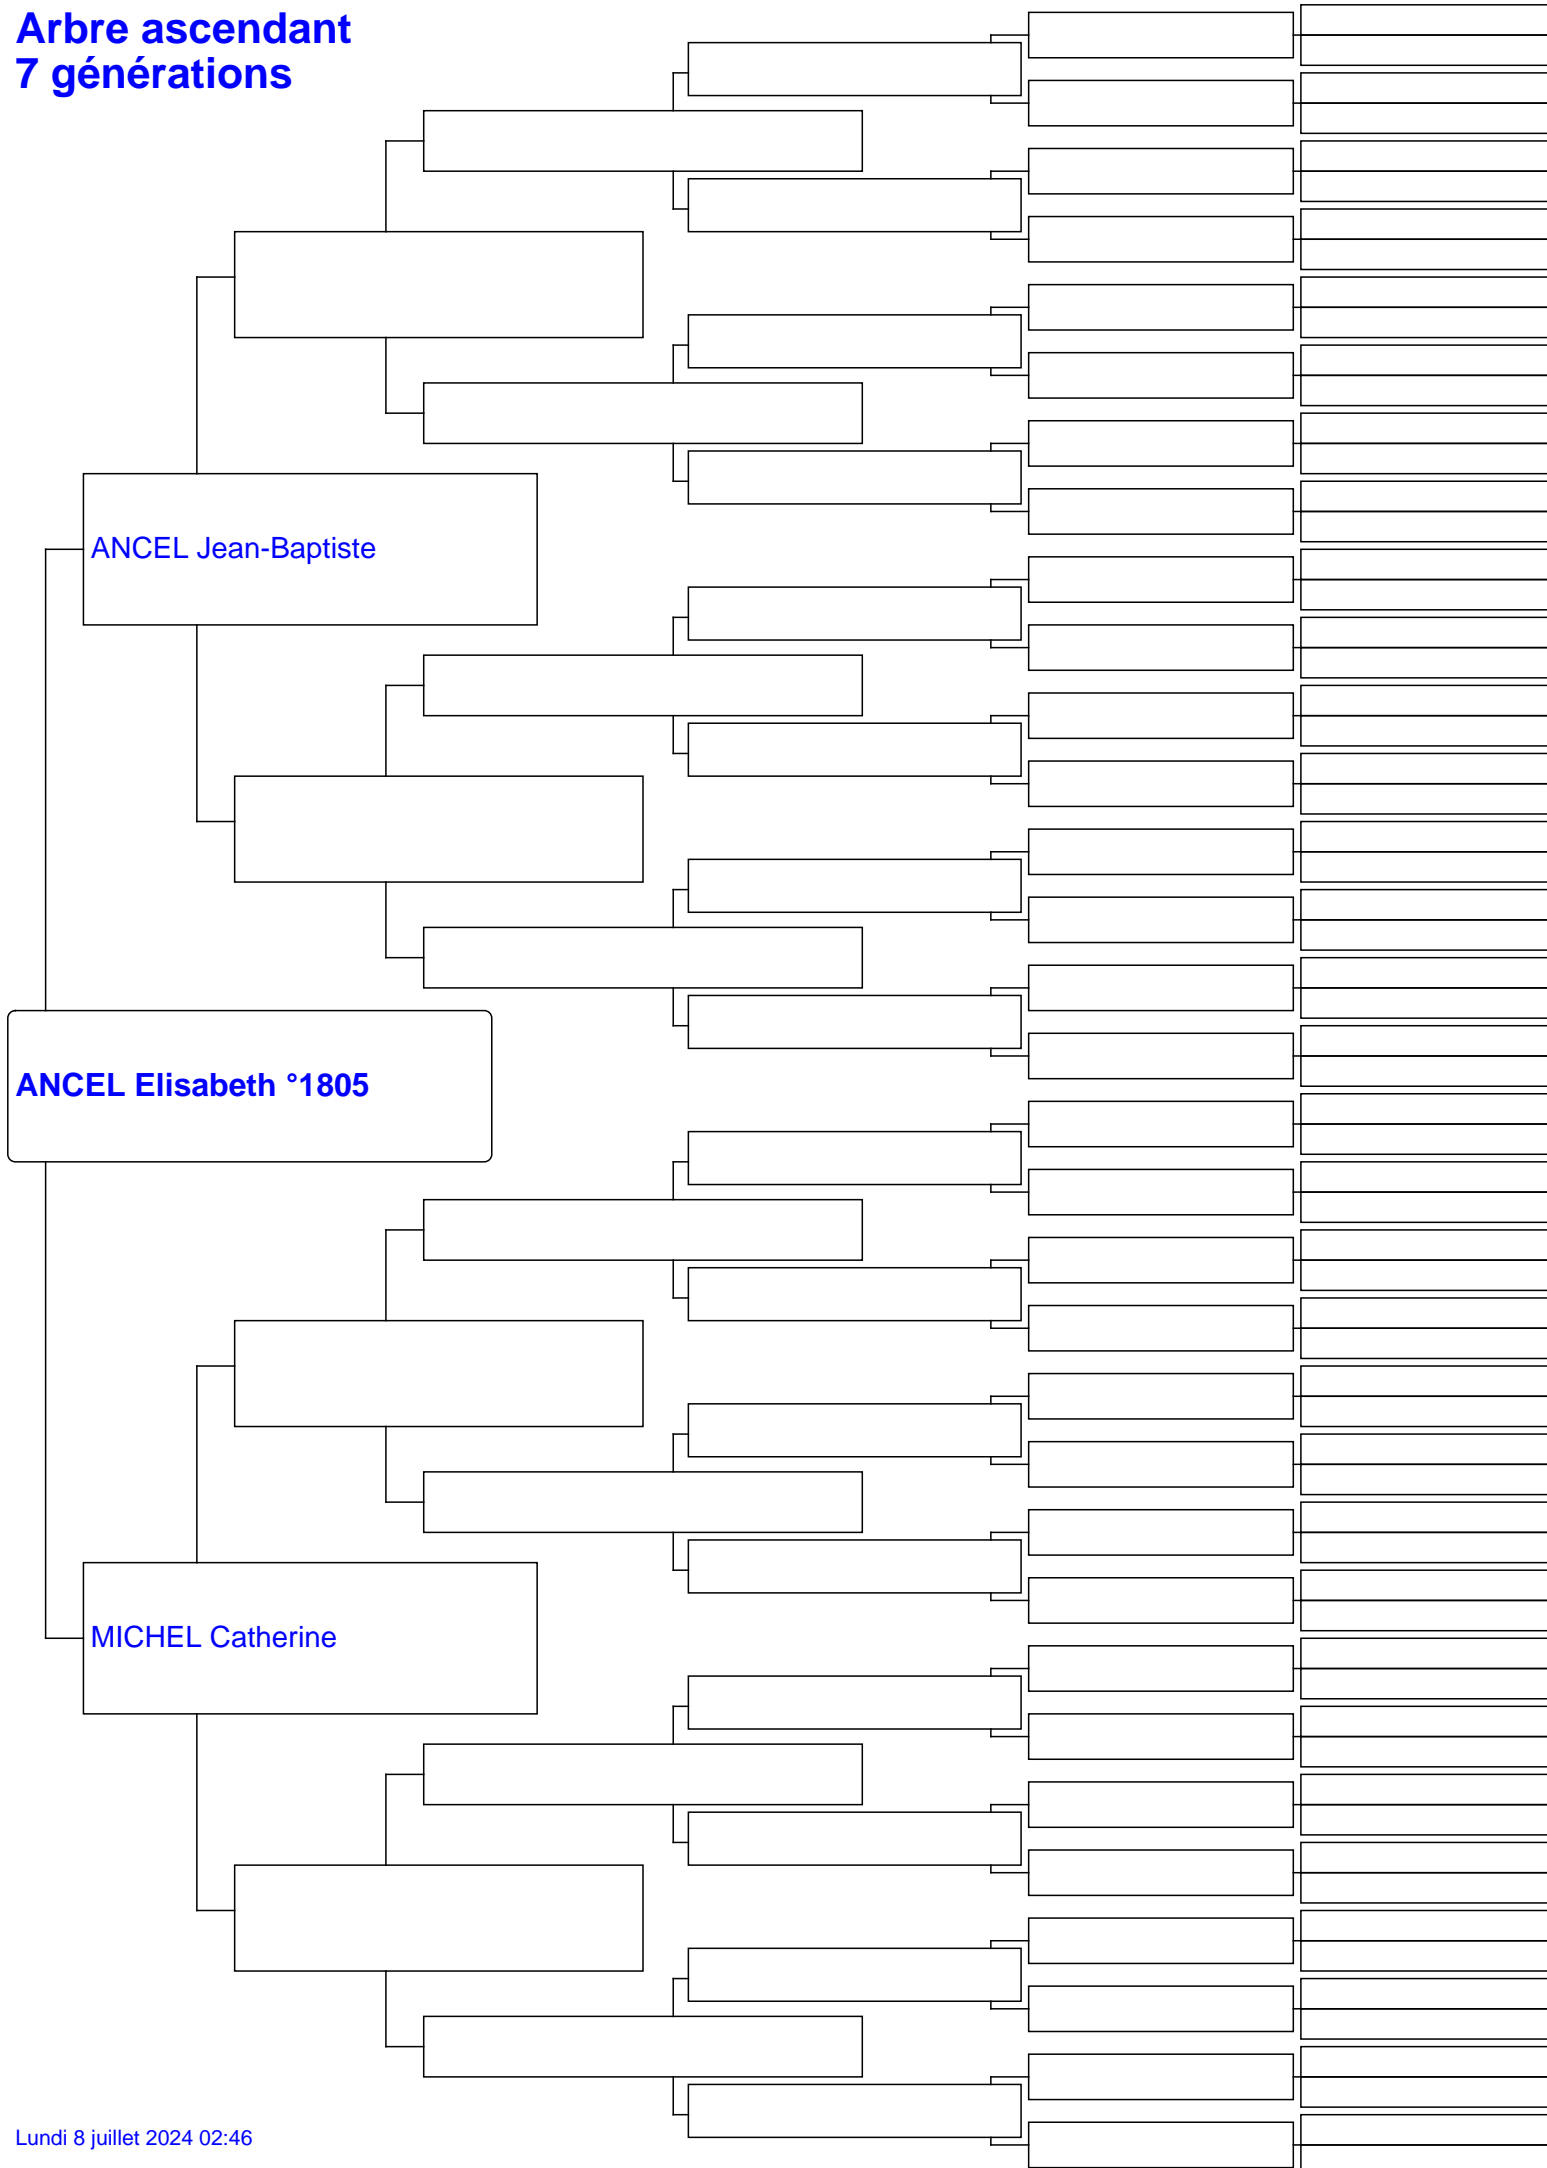 Arbre ascendant
7 générations
ANCEL Jean-Baptiste
ANCEL Elisabeth °1805
MICHEL Catherine
Lundi 8 juillet 2024 02:46